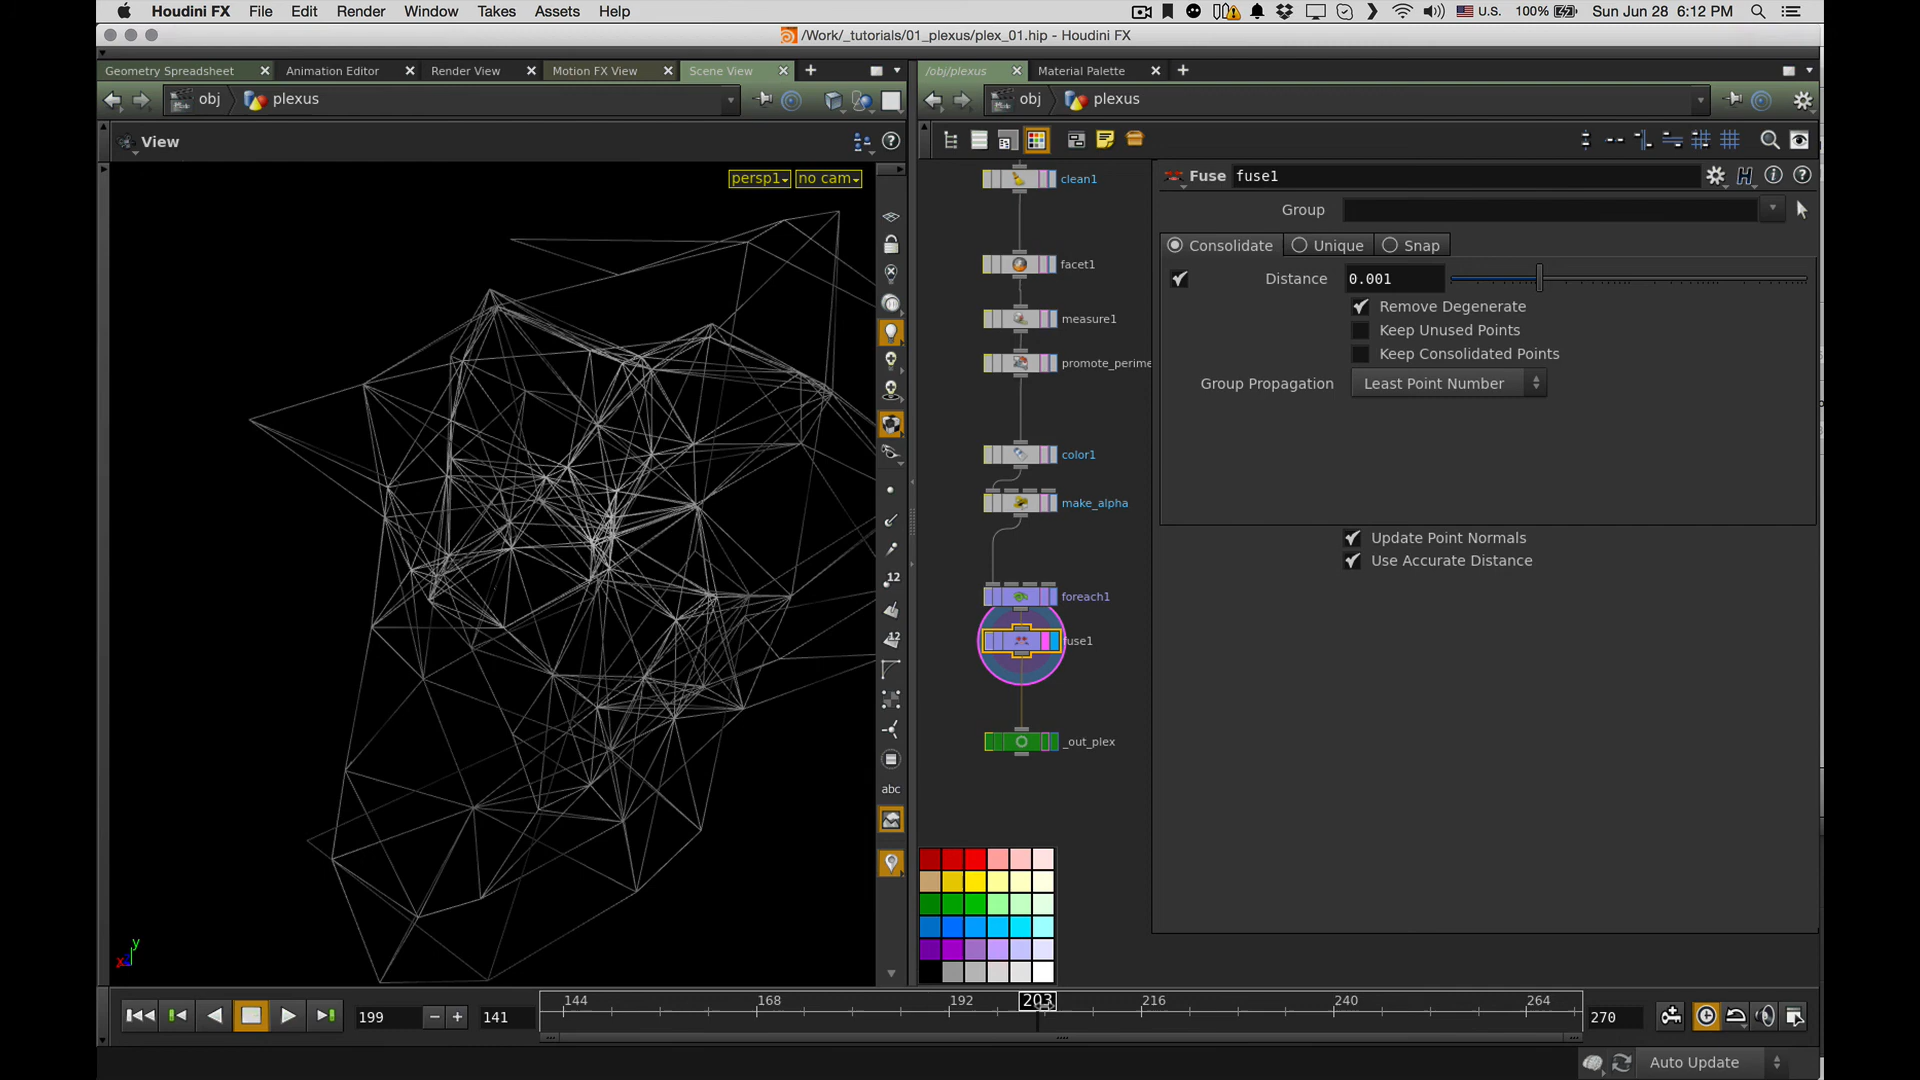 Houdini FX File Edit Render Window Takes Assets Help
U.S. 100% Sun Jun 28 6:12 PM
/Work/_tutorials/01_plexus/plex_01.hip - Houdini FX
Geometry Spreadsheet Animation Editor Render View Motion FX View Scene View
/obj/plexus Material Palette
obj plexus
obj plexus
View
persp1 no cam
clean1
facet1
measure1
promote_perime
color1
make_alpha
foreach1
fuse1
_out_plex
Fuse fuse1
Group
Consolidate Unique Snap
Distance 0.001
Remove Degenerate
Keep Unused Points
Keep Consolidated Points
Group Propagation Least Point Number
Update Point Normals
Use Accurate Distance
12
12
abc
y
x
199 141 144 168 192 203 216 240 264 270
Auto Update